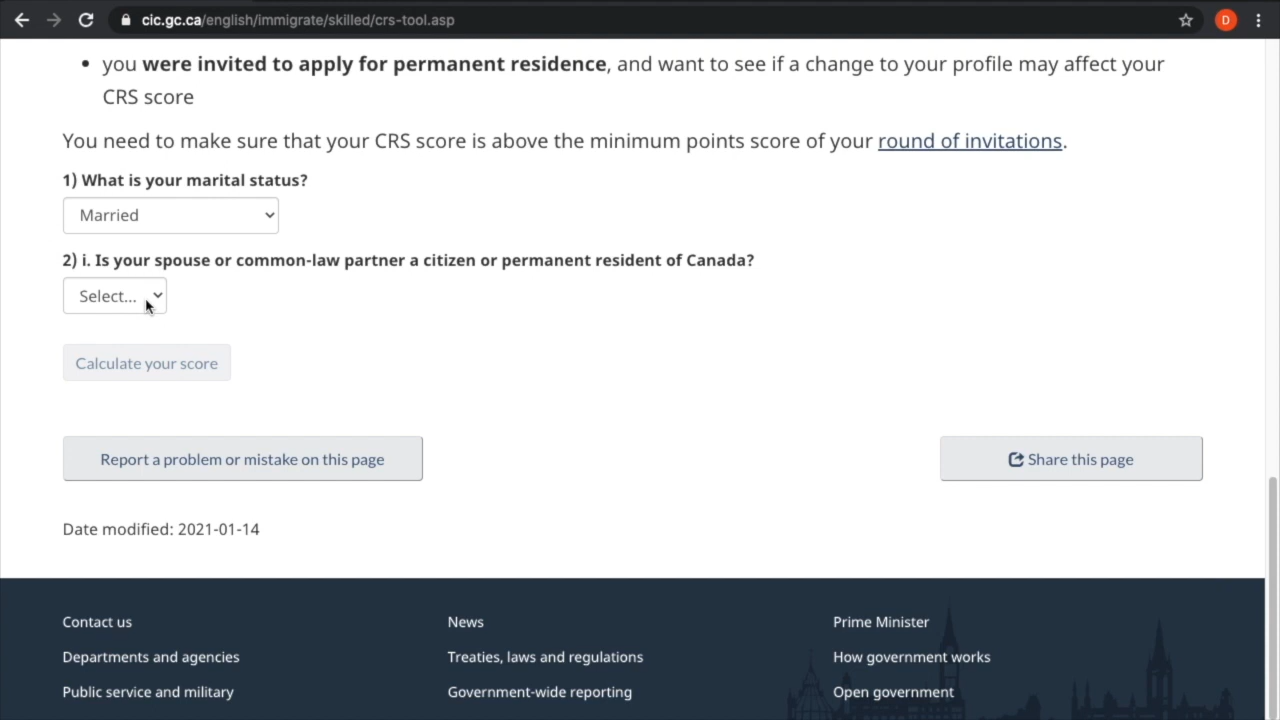 cic.gc.ca/english/immigrate/skilled/crs-tool.asp
D
• you were invited to apply for permanent residence, and want to see if a change to your profile may affect your
CRS score
You need to make sure that your CRS score is above the minimum points score of your round of invitations.
1) What is your marital status?
Married
2) i. Is your spouse or common-law partner a citizen or permanent resident of Canada?
Select...
Calculate your score
Report a problem or mistake on this page
Share this page
Date modified: 2021-01-14
Contact us
News
Prime Minister
Departments and agencies
Treaties, laws and regulations
How government works
Public service and military
Government-wide reporting
Open government